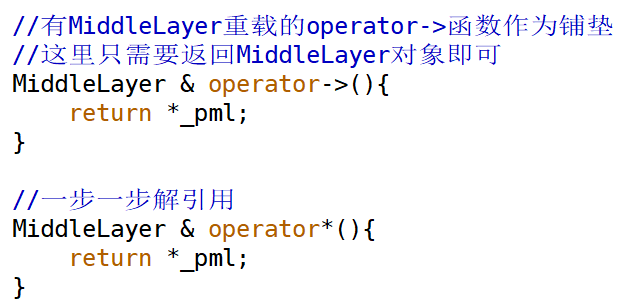 //有MiddleLayer重载的operator->函数作为铺垫
//这里只需要返回MiddleLayer对象即可
MiddleLayer & operator->(){
    return *_pml;
}

//一步一步解引用
MiddleLayer & operator*(){
    return *_pml;
}